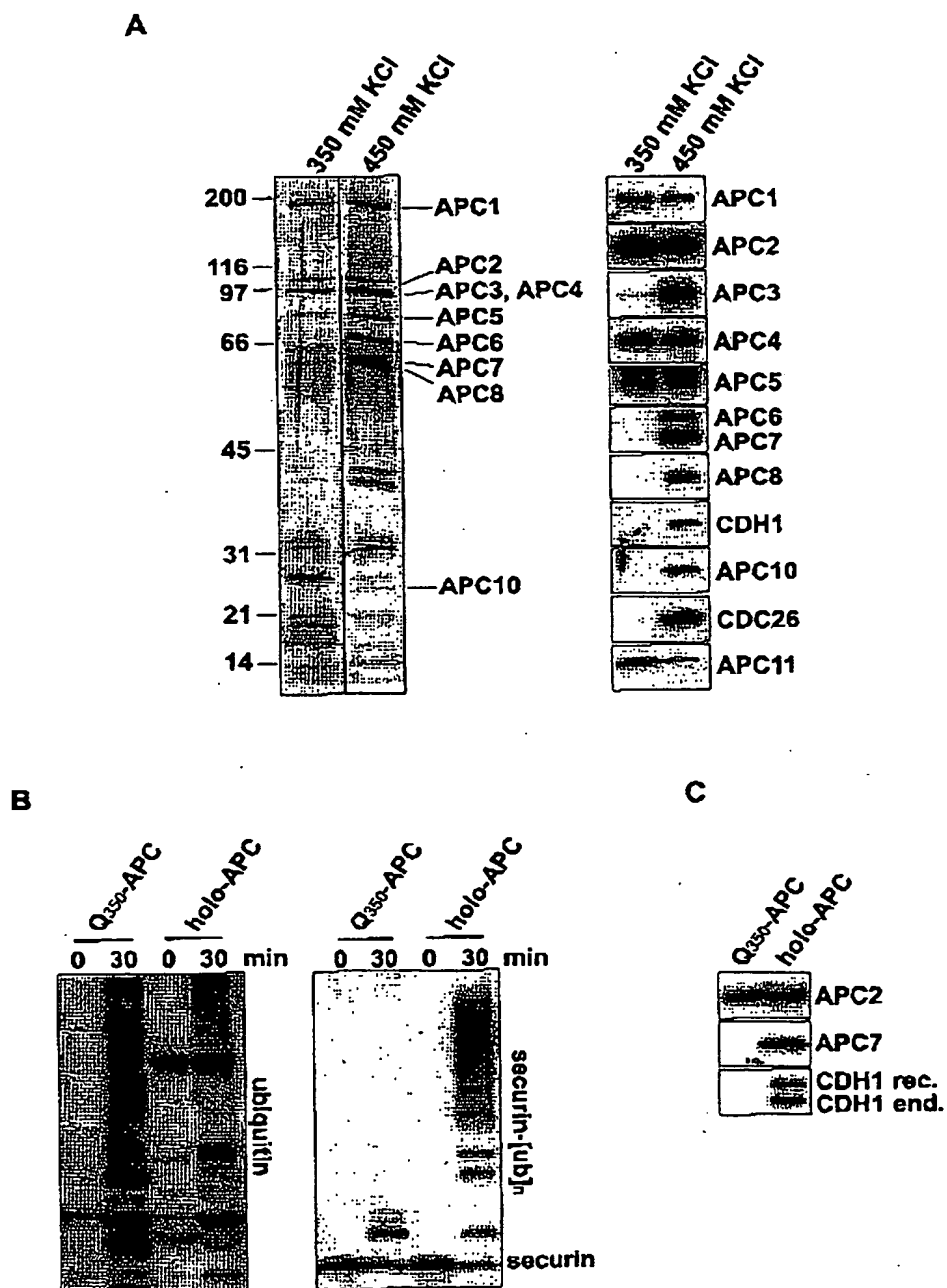 A
350 mM KCl
450 mM KCl
350 mM KCl
450 mM KCl
200
116
97
66
45
31
21
14
APC1
APC2
APC3, APC4
APC5
APC6
APC7
APC8
APC10
APC1
APC2
APC3
APC4
APC5
APC6
APC7
APC8
CDH1
APC10
CDC26
APC11
B
Q350-APC
holo-APC
0 30 0 30 min
ubiquitin
Q350-APC
holo-APC
0 30 0 30
securin-[ub]n
securin
C
Q350-APC
holo-APC
APC2
APC7
CDH1 rec.
CDH1 end.